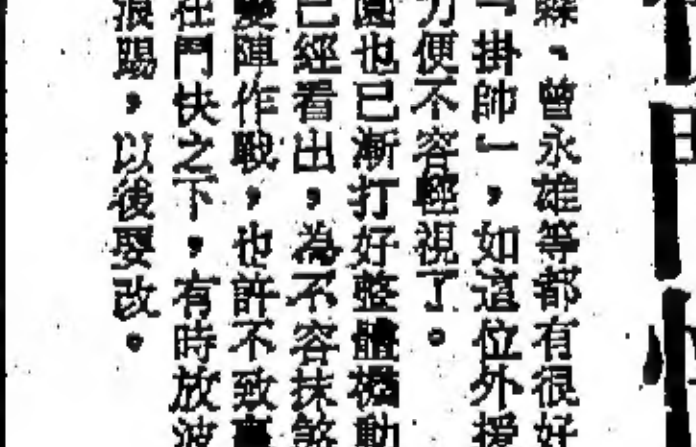 、曾永雄等都有很好
「掛帥」，如這位外援
力便不容輕視了。
園也已漸打好整體機動
已經看出，為不容抹煞
變陣作戰，也許不致
在鬥快之下，有時放波
浪踢，以後要改。